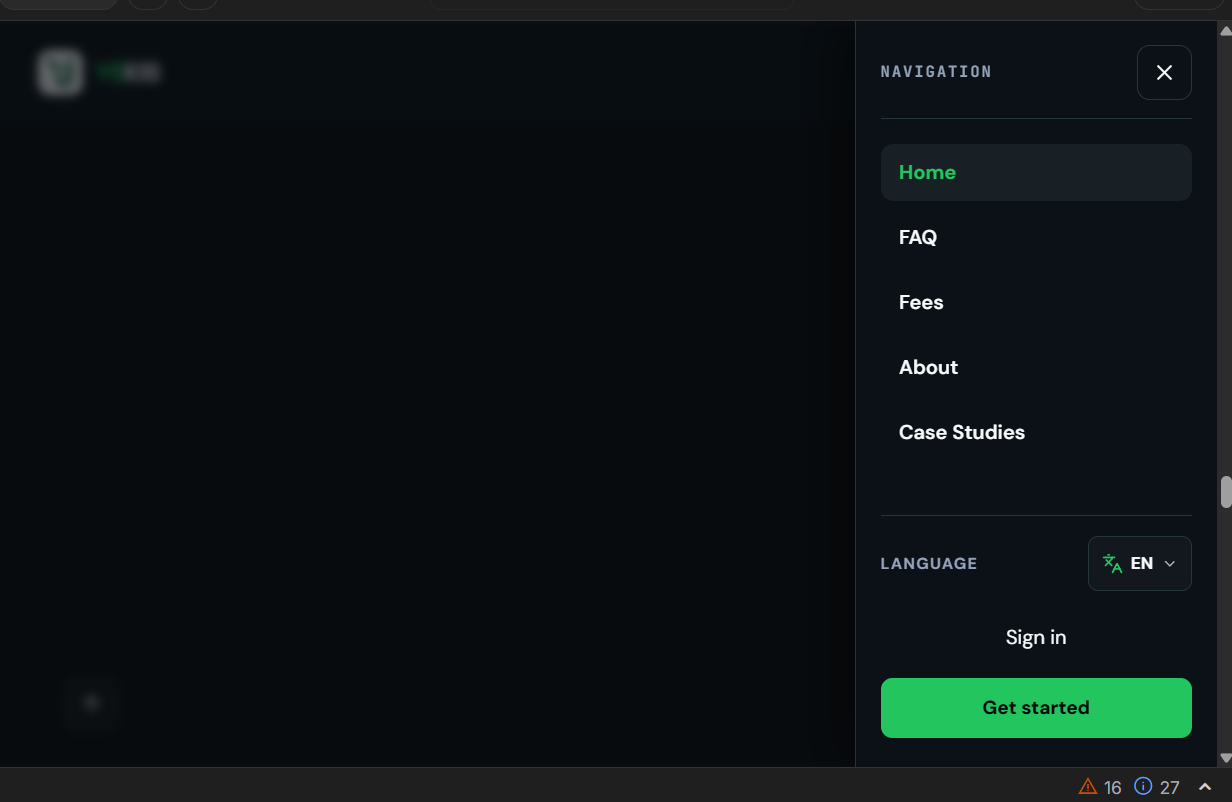 NAVIGATION
Home
FAQ
Fees
About
Case Studies
LANGUAGE
EN
Sign in
Get started
16
27